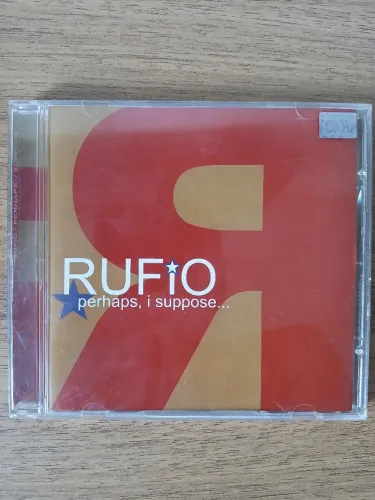 RUFiO
perhaps, i suppose...